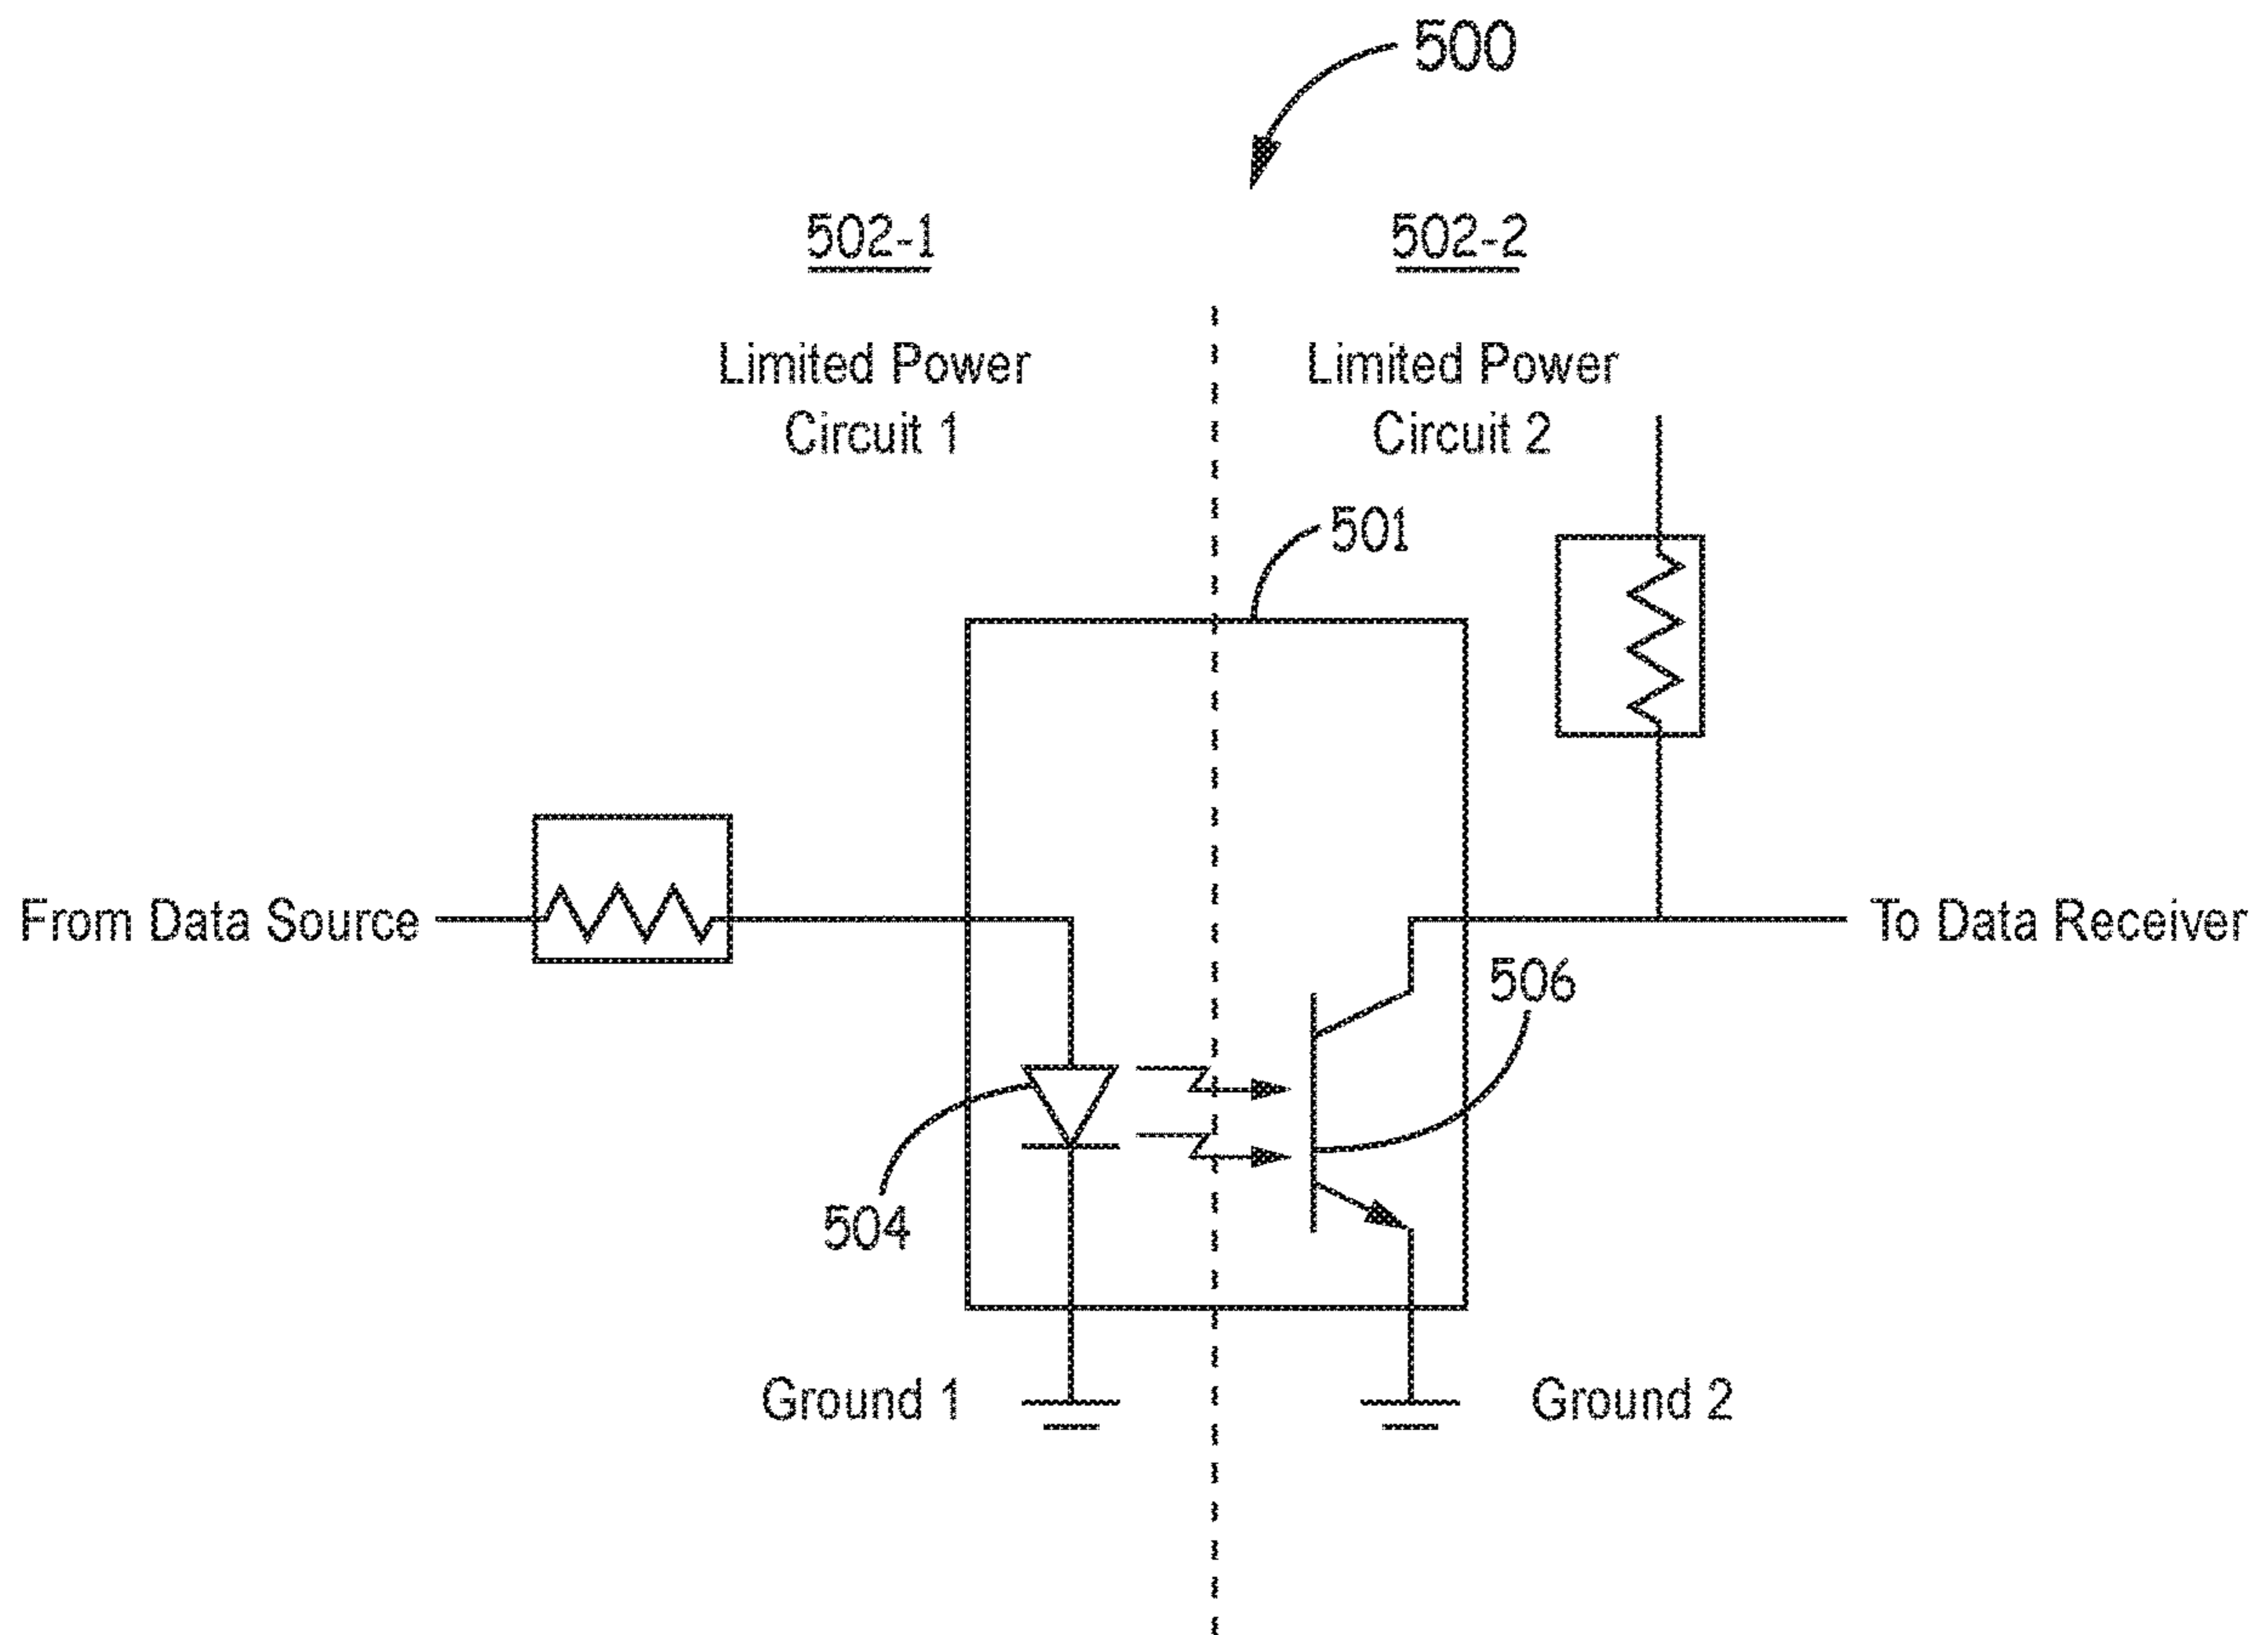 500
502-1
502-2
Limited Power
Circuit 1
Limited Power
Circuit 2
501
From Data Source
To Data Receiver
506
504
Ground 1
Ground 2